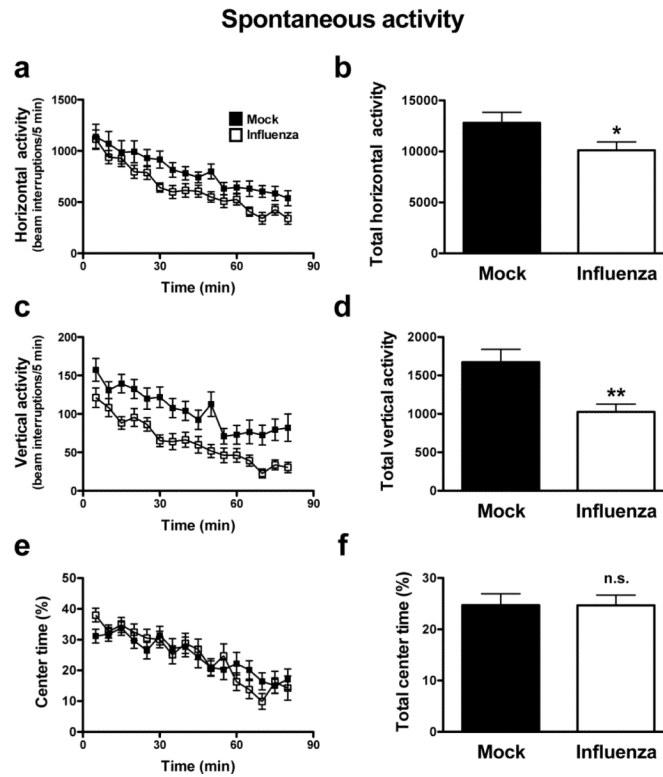 Spontaneous activity
a
Horizontal activity
(beam interruptions/5 min)
1500
1000
500
0
0 30 60 90
Time (min)
Mock
Influenza
b
Total horizontal activity
15000
10000
5000
0
*
Mock Influenza
c
Vertical activity
(beam interruptions/5 min)
200
150
100
50
0
0 30 60 90
Time (min)
d
Total vertical activity
2000
1500
1000
500
0
**
Mock Influenza
e
Center time (%)
50
40
30
20
10
0
0 30 60 90
Time (min)
f
Total center time (%)
30
20
10
0
n.s.
Mock Influenza